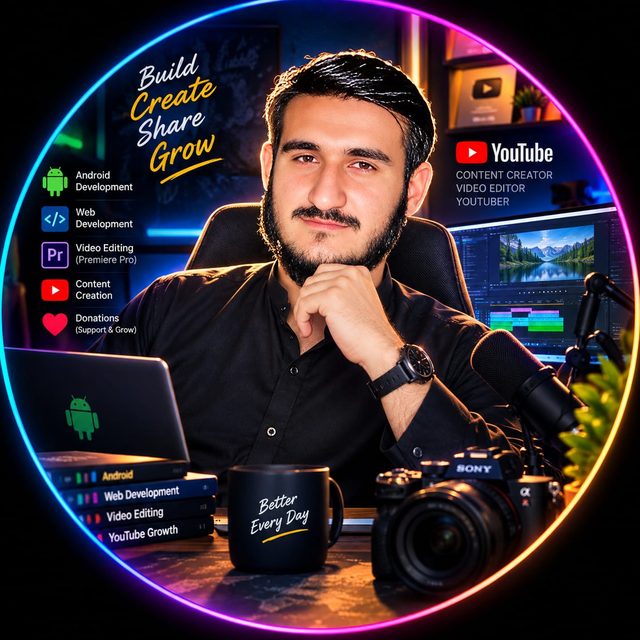 Build
Create
Share
Grow
YouTube
CONTENT CREATOR
VIDEO EDITOR
YOUTUBER
Android
Development
</>
Web
Development
Pr
Video Editing
(Premiere Pro)
Content
Creation
Donations
(Support & Grow)
Android
Web Development
Video Editing
YouTube Growth
Better
Every Day
SONY
α